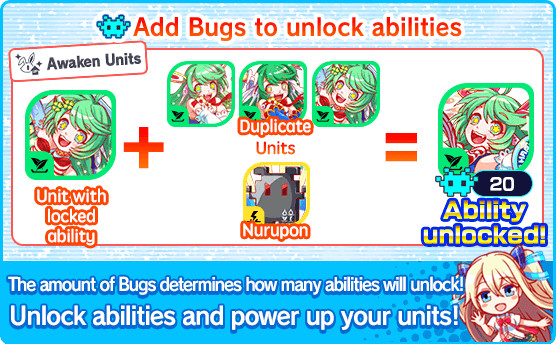 Add Bugs to unlock abilities
Awaken Units
Duplicate
Units
Unit with
locked
ability
Nurupon
20
Ability
unlocked!
The amount of Bugs determines how many abilities will unlock!
Unlock abilities and power up your units!